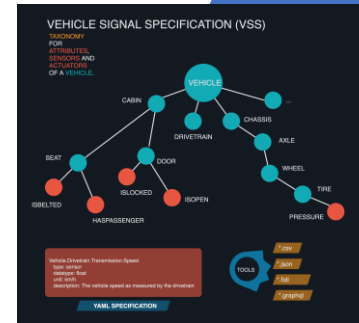 VEHICLE SIGNAL SPECIFICATION (VSS)
TAXONOMY
FOR
ATTRIBUTES,
SENSORS AND
ACTUATORS
OF A VEHICLE.
VEHICLE
CABIN
...
DRIVETRAIN
CHASSIS
AXLE
SEAT
DOOR
WHEEL
ISLOCKED
TIRE
ISBELTED
HASPASSENGER
ISOPEN
PRESSURE
Vehicle.Drivetrain.Transmission.Speed
type: sensor
datatype: float
unit: km/h
description: The vehicle speed as measured by the drivetrain
YAML SPECIFICATION
TOOLS
*.csv
*.json
*.fidl
*.graphql